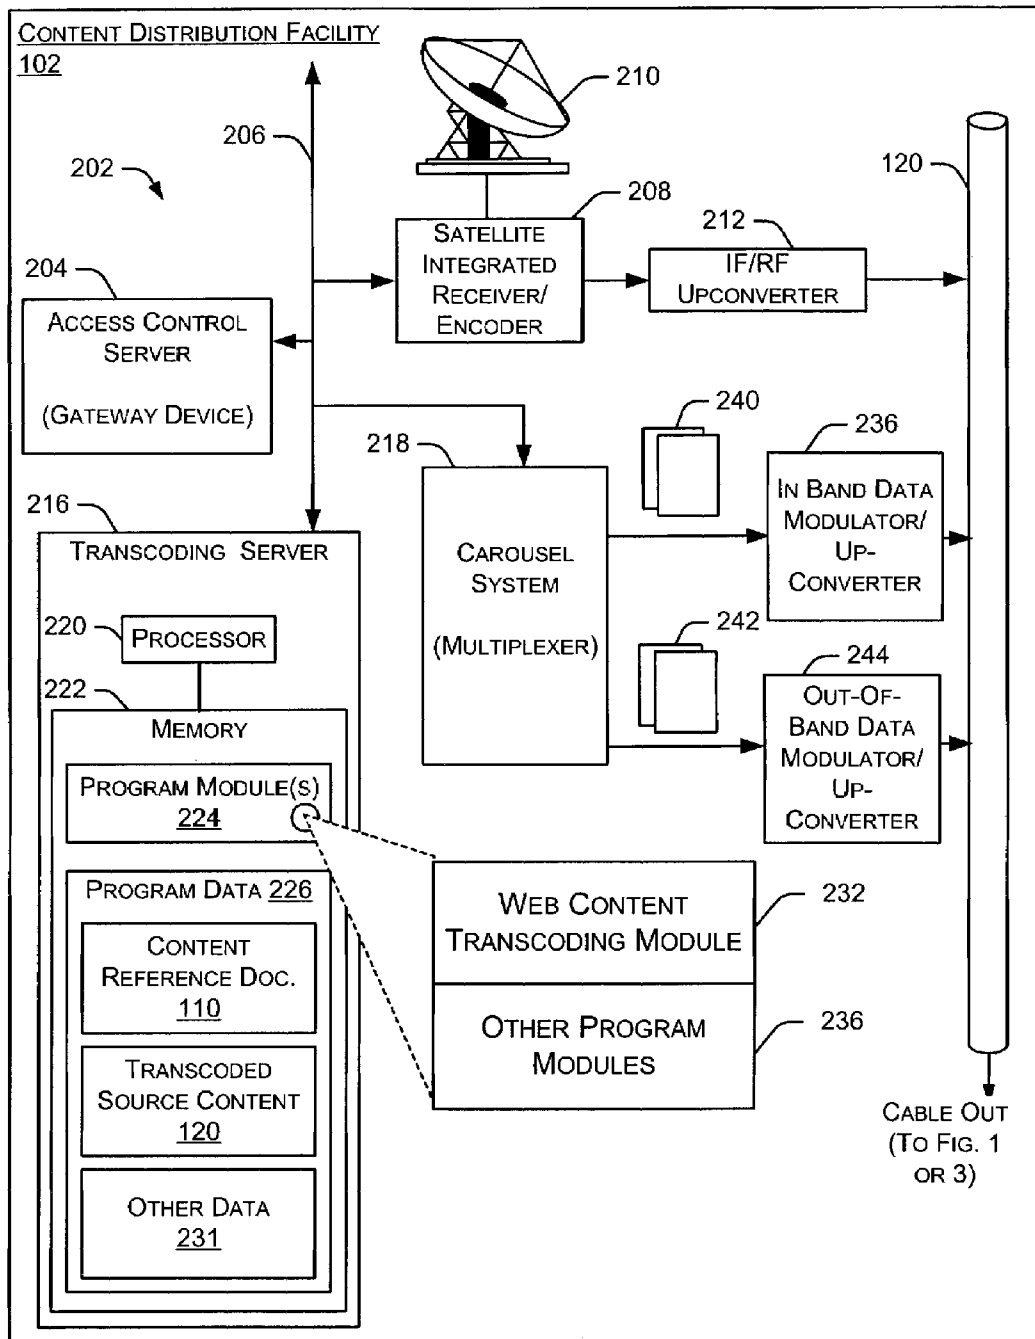 CONTENT DISTRIBUTION FACILITY
102
206
202
210
208
120
212
204
SATELLITE
INTEGRATED
RECEIVER/
ENCODER
IF/RF
UPCONVERTER
ACCESS CONTROL
SERVER
(GATEWAY DEVICE)
218
240
236
CAROUSEL
SYSTEM
(MULTIPLEXER)
IN BAND DATA
MODULATOR/
UP-
CONVERTER
242
244
OUT-OF-
BAND DATA
MODULATOR/
UP-
CONVERTER
216
TRANSCODING SERVER
220
PROCESSOR
222
MEMORY
PROGRAM MODULE(S)
224
PROGRAM DATA 226
CONTENT
REFERENCE DOC.
110
TRANSCODED
SOURCE CONTENT
120
OTHER DATA
231
WEB CONTENT
TRANSCODING MODULE
232
OTHER PROGRAM
MODULES
236
CABLE OUT
(TO FIG. 1
OR 3)